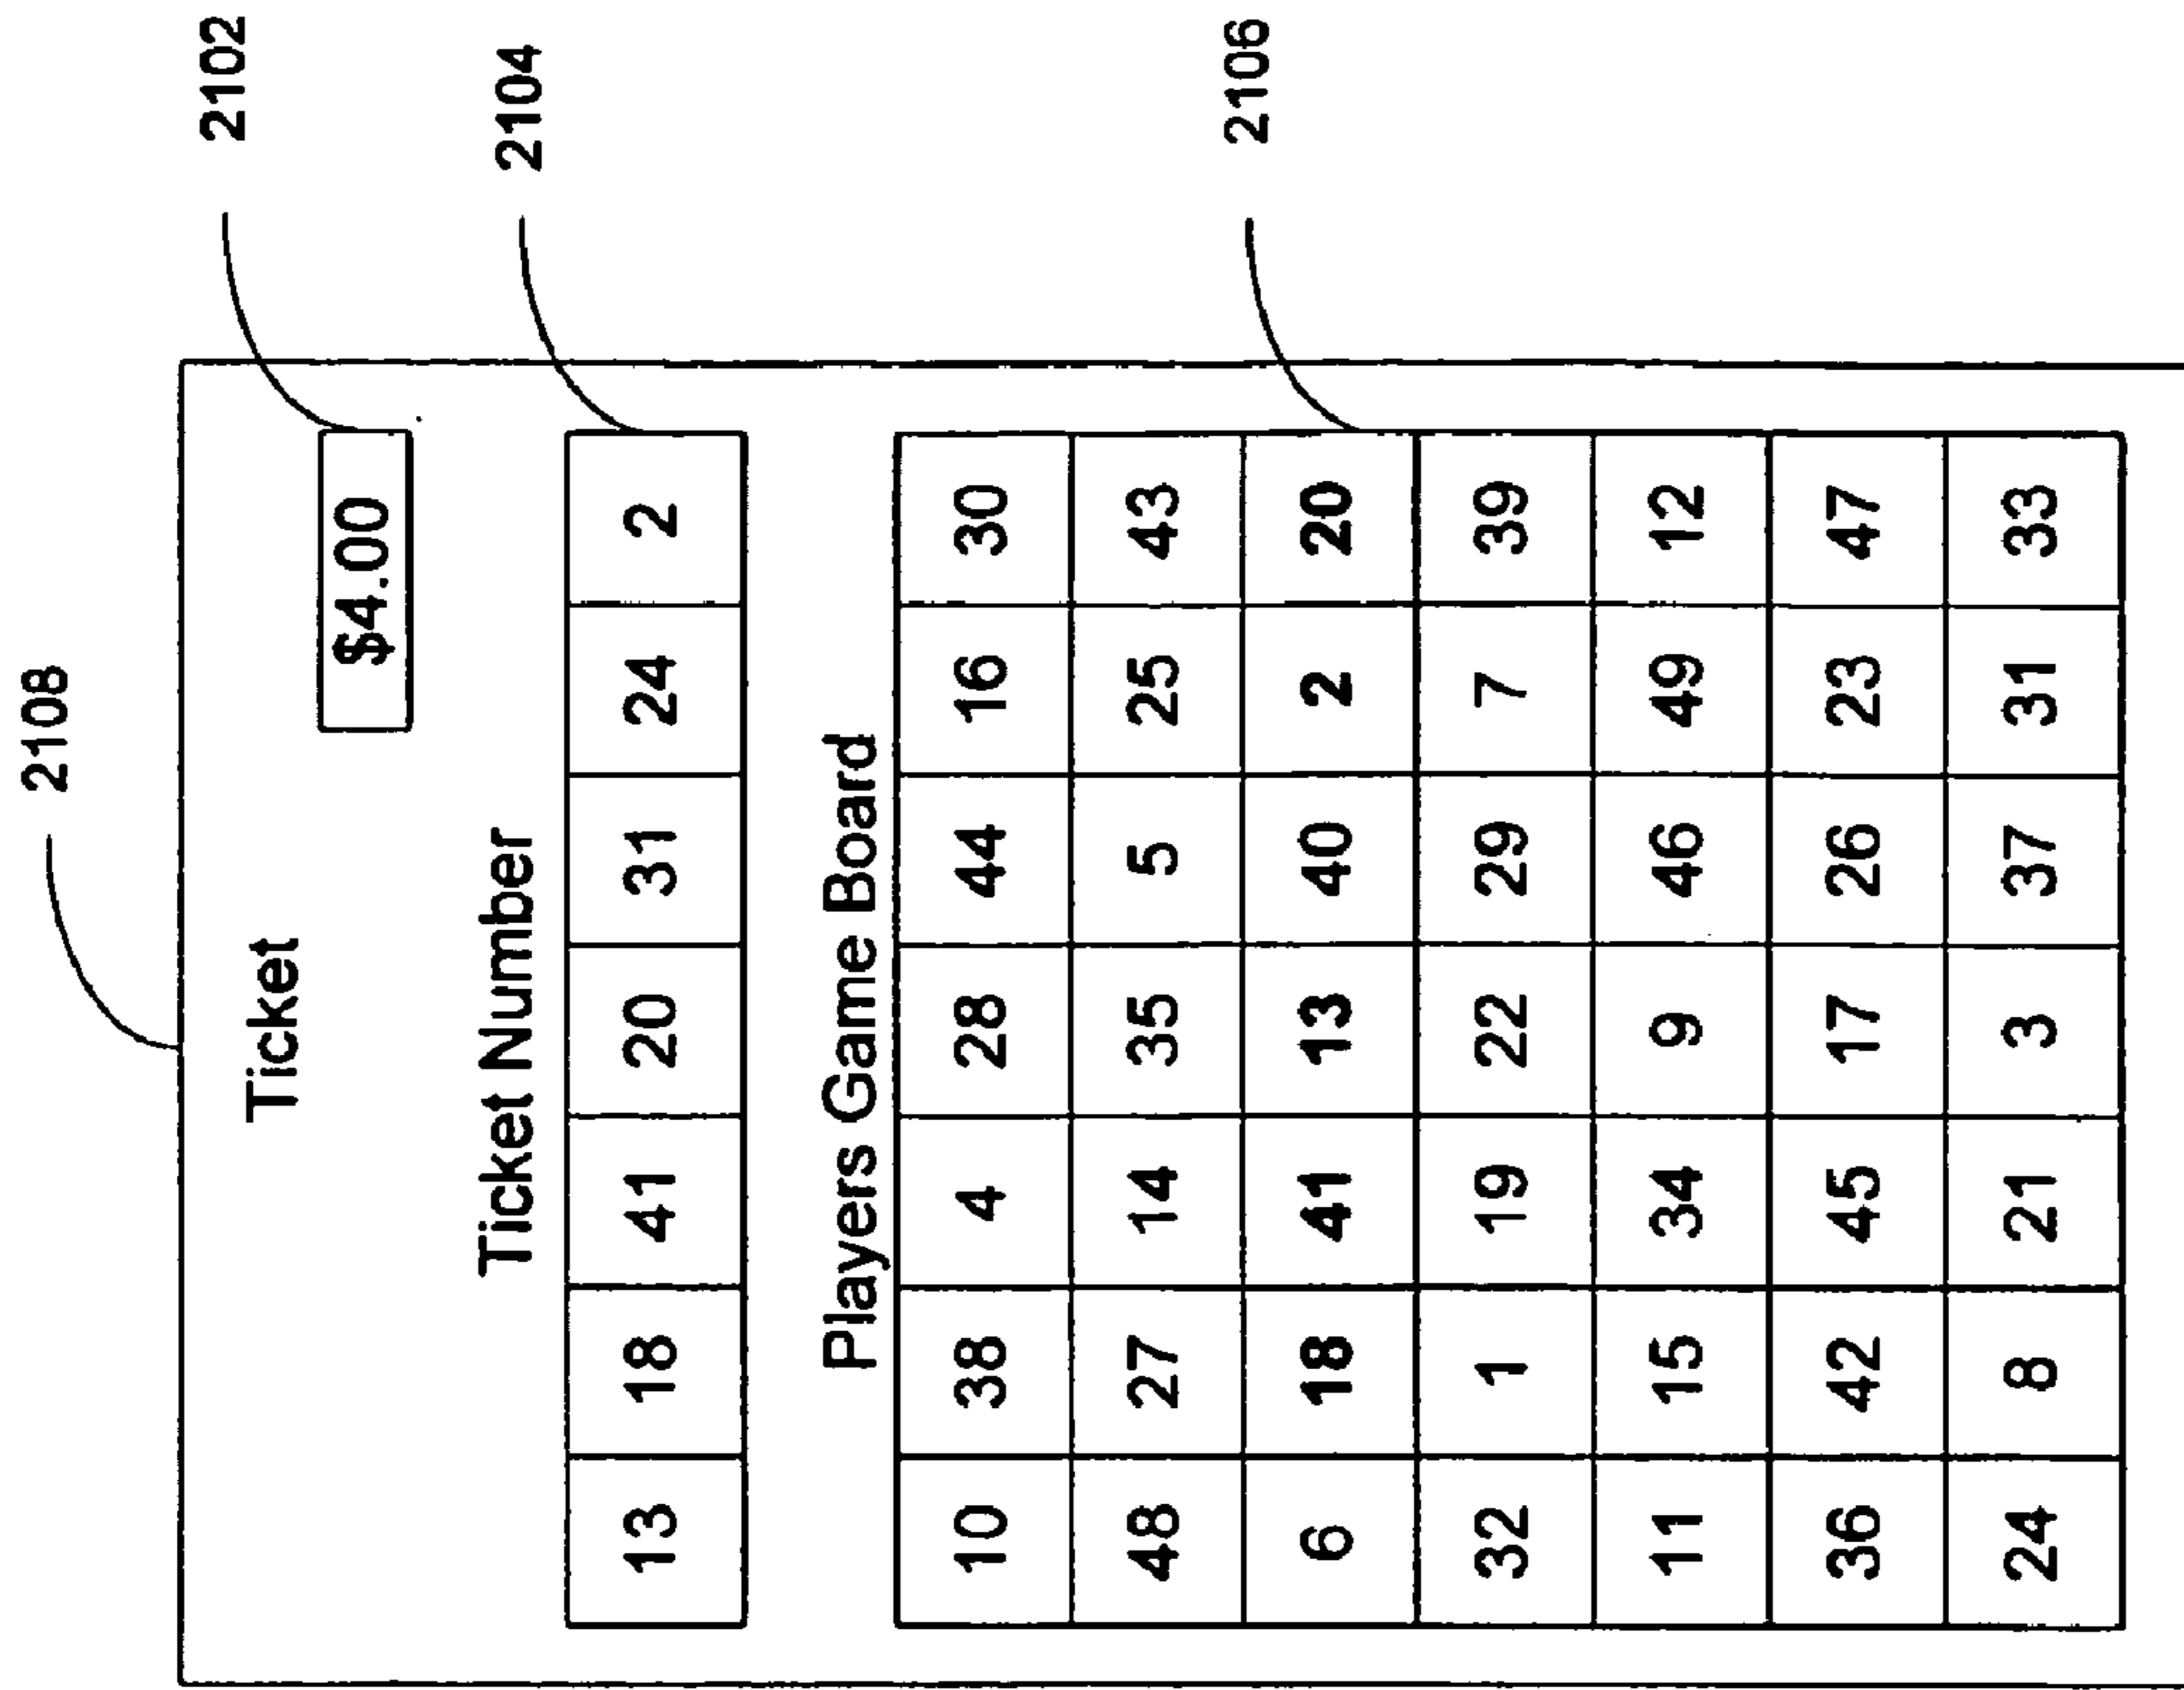 2108
2102
Ticket
$4.00
2104
Ticket Number
13 18 41 20 31 24 2
Players Game Board
2106
10 38 4 28 44 16 30
48 27 14 35 5 25 43
6 18 41 13 40 2 20
32 1 19 22 29 7 39
11 15 34 9 46 49 12
36 42 45 17 26 23 47
24 8 21 3 37 31 33